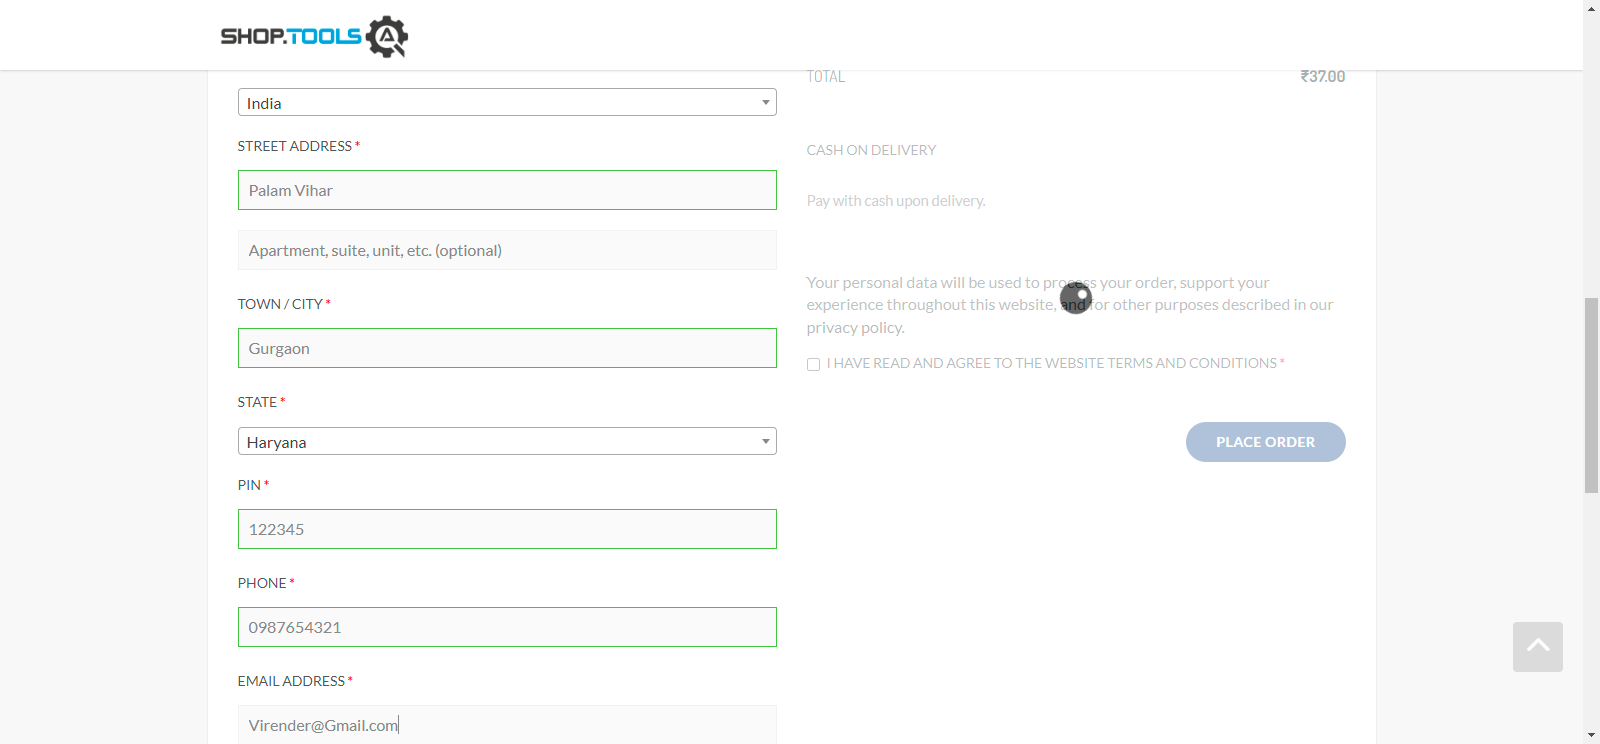 SHOP.TOOLS
India
STREET ADDRESS *
Palam Vihar
Apartment, suite, unit, etc. (optional)
TOWN / CITY *
Gurgaon
STATE *
Haryana
PIN *
122345
PHONE *
0987654321
EMAIL ADDRESS *
Virender@Gmail.com
TOTAL ₹37.00
CASH ON DELIVERY
Pay with cash upon delivery.
Your personal data will be used to process your order, support your
experience throughout this website, and for other purposes described in our
privacy policy.
I HAVE READ AND AGREE TO THE WEBSITE TERMS AND CONDITIONS *
PLACE ORDER